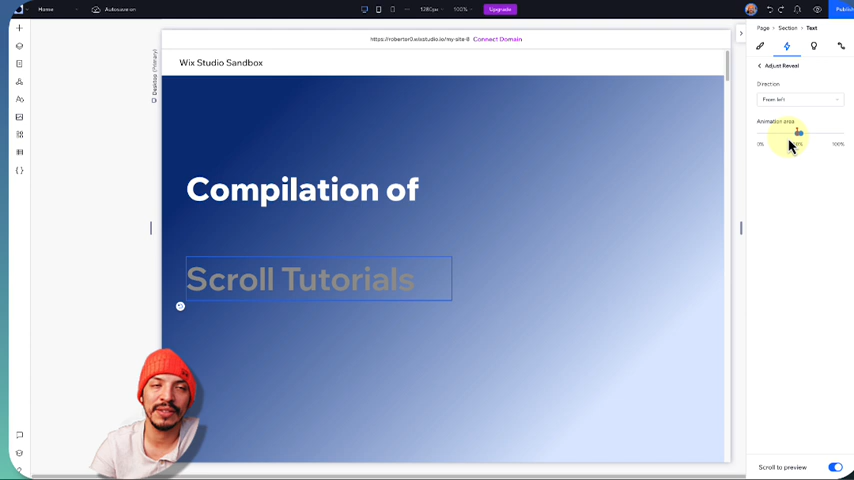 Home
Autosave on
1280px
100%
Upgrade
Publish
https://roberter0.wixstudio.io/my-site-8 Connect Domain
Page
Section
Text
Wix Studio Sandbox
Adjust Reveal
Desktop (Primary)
Direction
From left
Animation area
0%
100%
Compilation of
Scroll Tutorials
Scroll to preview